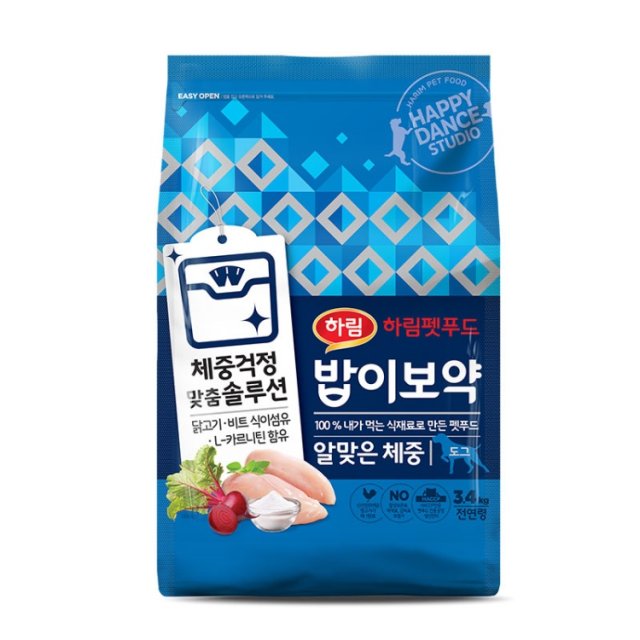 EASY OPEN
HARIM PET FOOD
HAPPY
DANCE
STUDIO
체중걱정
맞춤솔루션
닭고기·비트 식이섬유
·L-카르니틴 함유
하림
하림펫푸드
밥이보약
100 % 내가 먹는 식재료로 만든 펫푸드
알맞은 체중
도그
NO
HACCP
3.4 kg
전연령